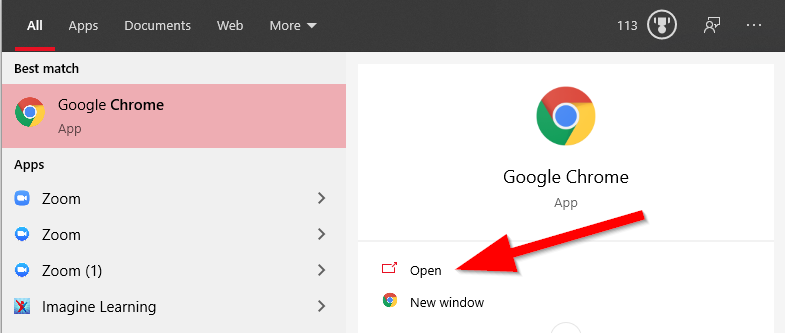 All Apps Documents Web More 113
Best match
Google Chrome
App
Apps
Zoom
Zoom
Zoom (1)
Imagine Learning
Google Chrome
App
Open
New window